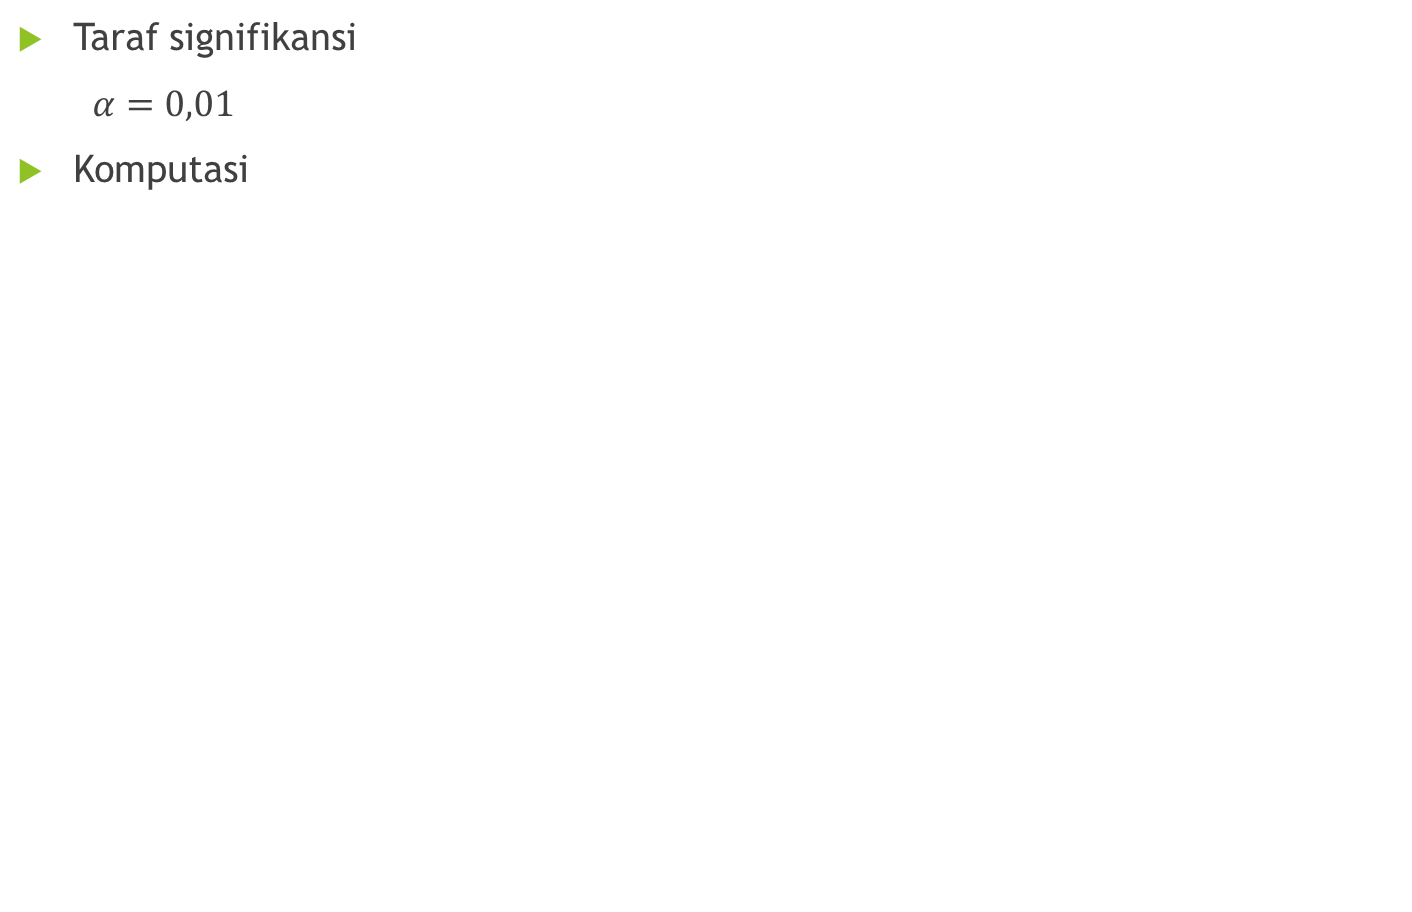 Taraf signifikansi
𝛼 = 0,01
Komputasi